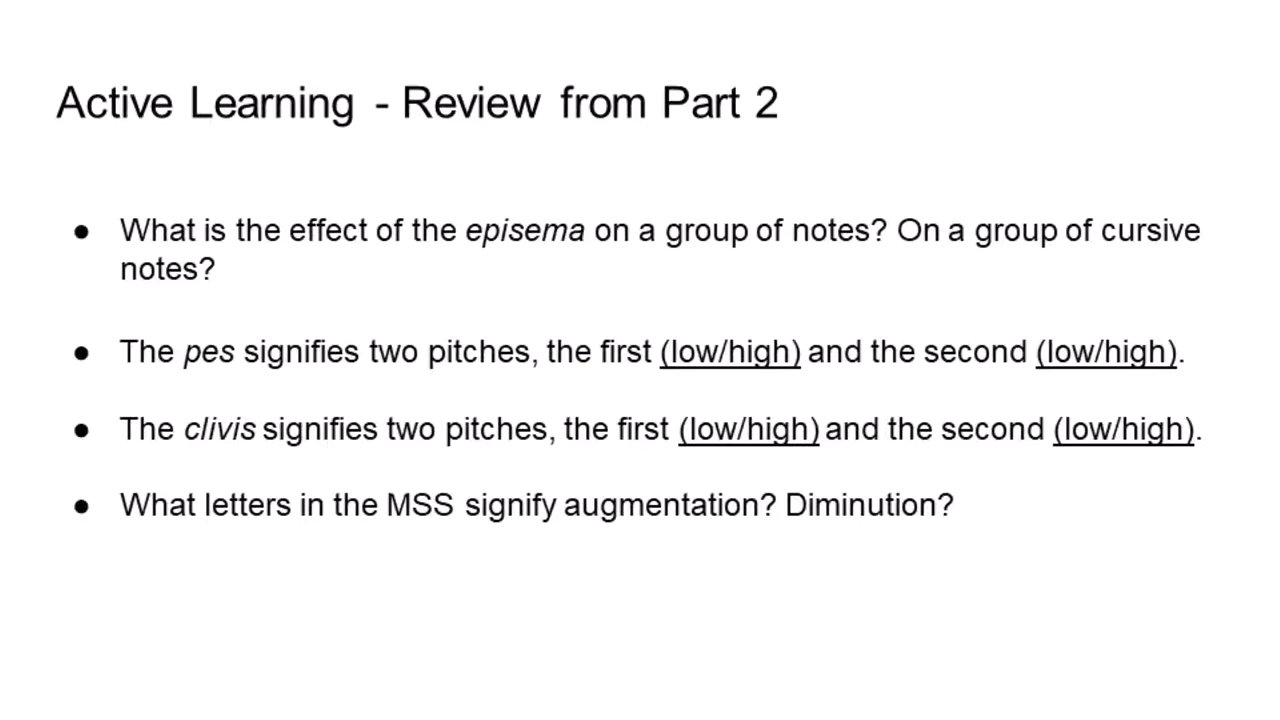 Active Learning - Review from Part 2
● What is the effect of the episema on a group of notes? On a group of cursive
notes?
● The pes signifies two pitches, the first (low/high) and the second (low/high).
● The clivis signifies two pitches, the first (low/high) and the second (low/high).
● What letters in the MSS signify augmentation? Diminution?